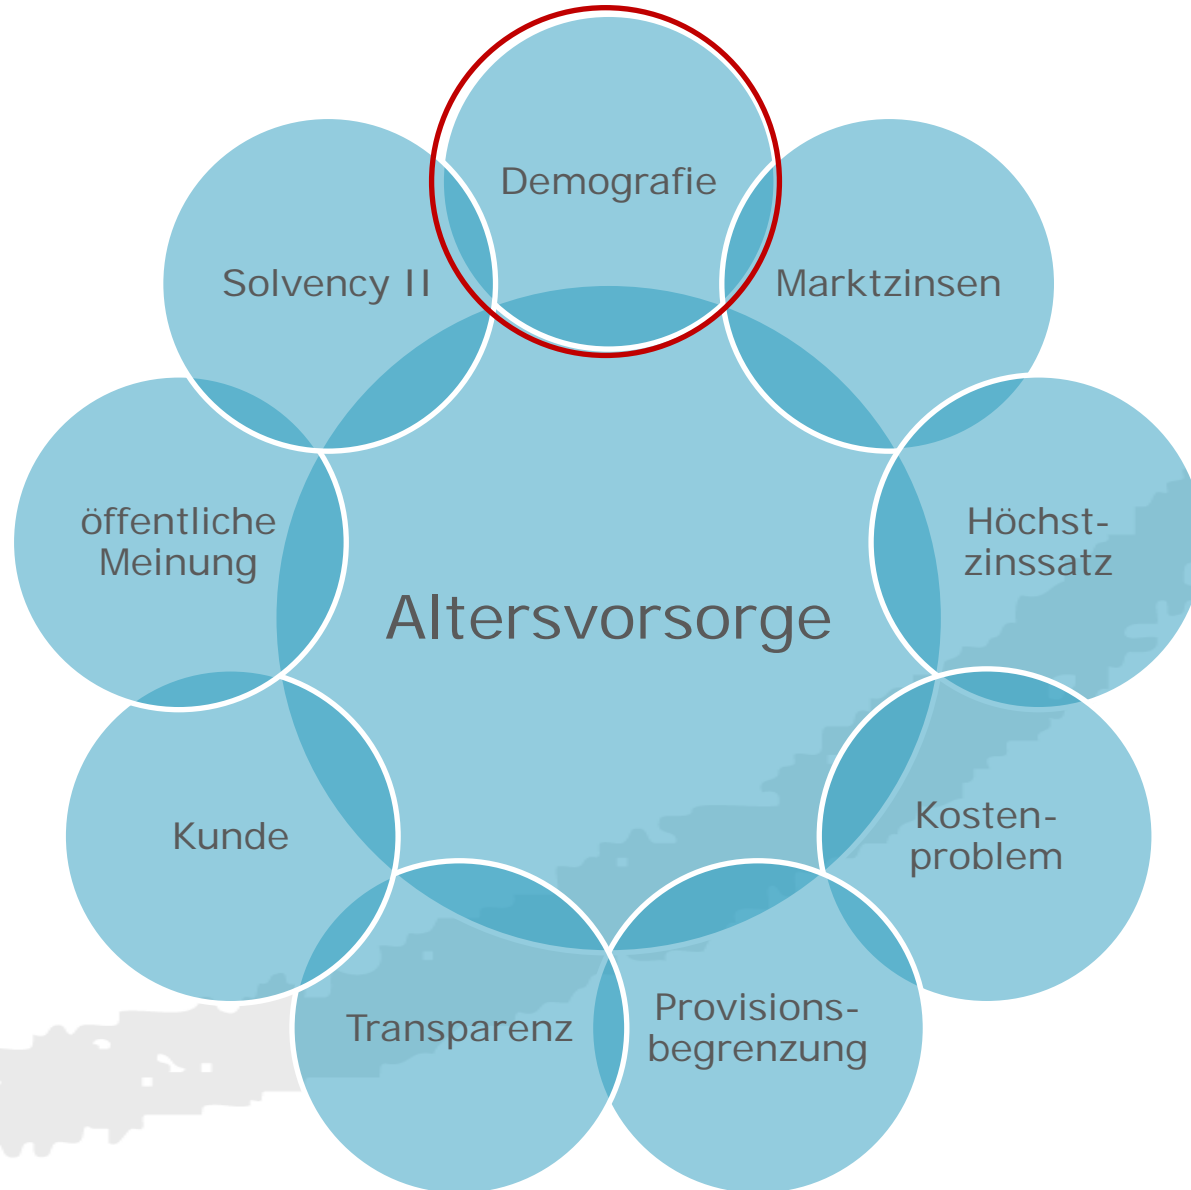 Demografie
Solvency II
Marktzinsen
öffentliche
Meinung
Höchst-
zinssatz
Altersvorsorge
Kunde
Kosten-
problem
Transparenz
Provisions-
begrenzung